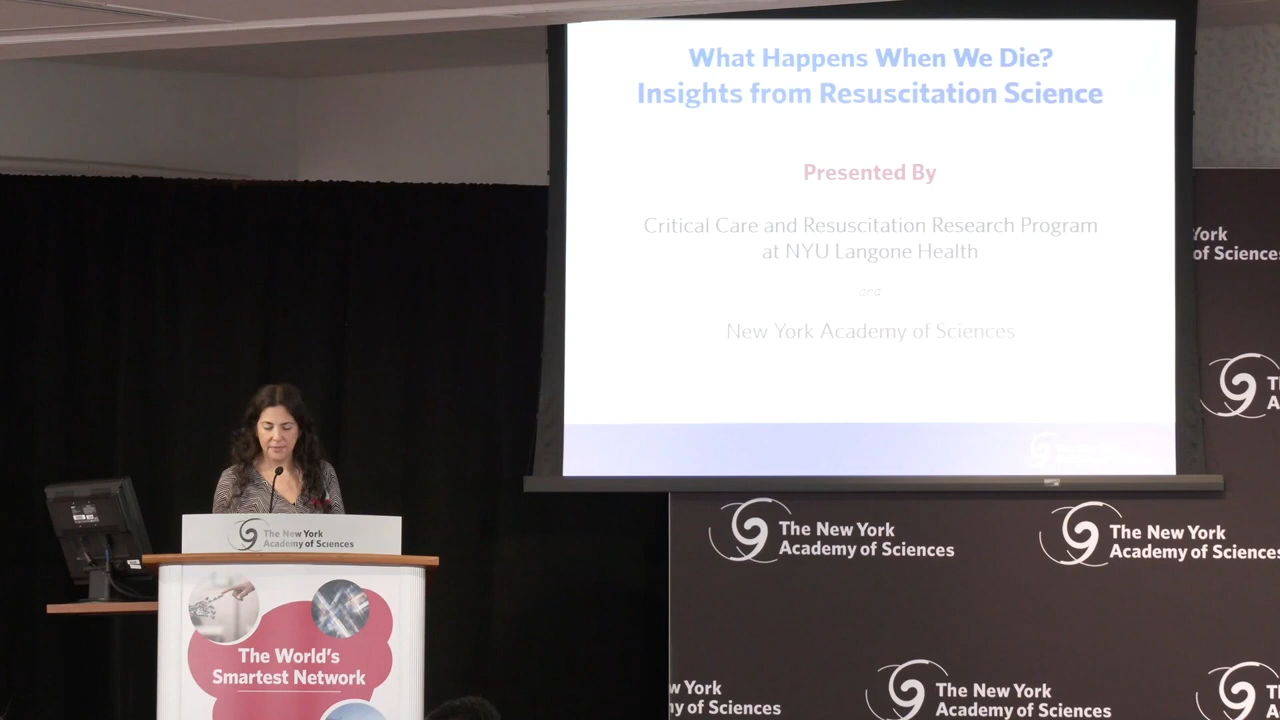 What Happens When We Die?
Insights from Resuscitation Science
Presented By
Critical Care and Resuscitation Research Program
at NYU Langone Health
and
New York Academy of Sciences
York
of Sciences
The New York
Academy of Sciences
The New York
Academy of Sciences
The New York
Academy of Sciences
The World's
Smartest Network
w York
ny of Sciences
The New York
Academy of Sciences